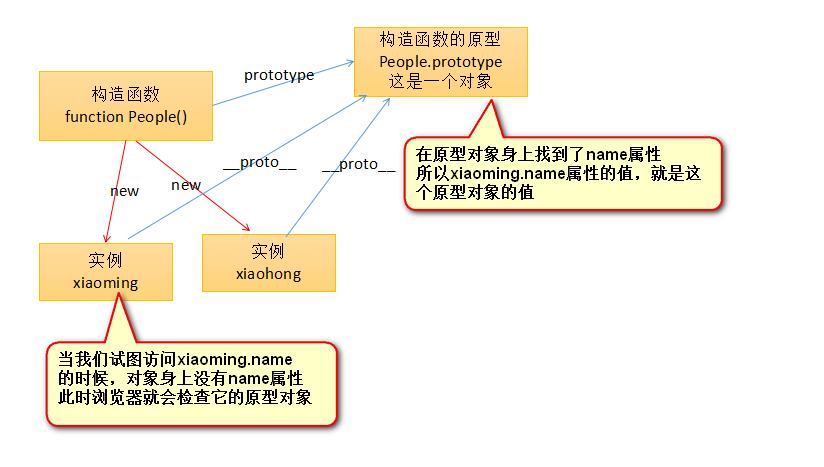 构造函数的原型
People.prototype
这是一个对象
prototype
构造函数
function People()
在原型对象身上找到了name属性
所以xiaoming.name属性的值，就是这
个原型对象的值
__proto__
__proto__
new
new
实例
xiaoming
实例
xiaohong
当我们试图访问xiaoming.name
的时候，对象身上没有name属性
此时浏览器就会检查它的原型对象